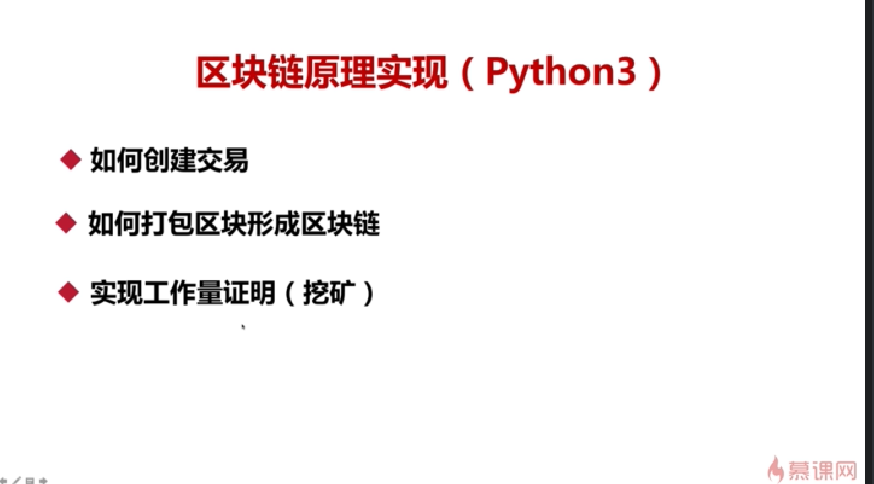 区块链原理实现（Python3）
如何创建交易
如何打包区块形成区块链
实现工作量证明（挖矿）
慕课网